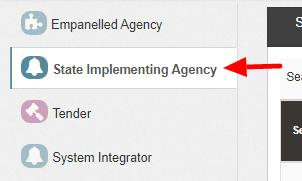 Empanelled Agency
State Implementing Agency
Tender
System Integrator